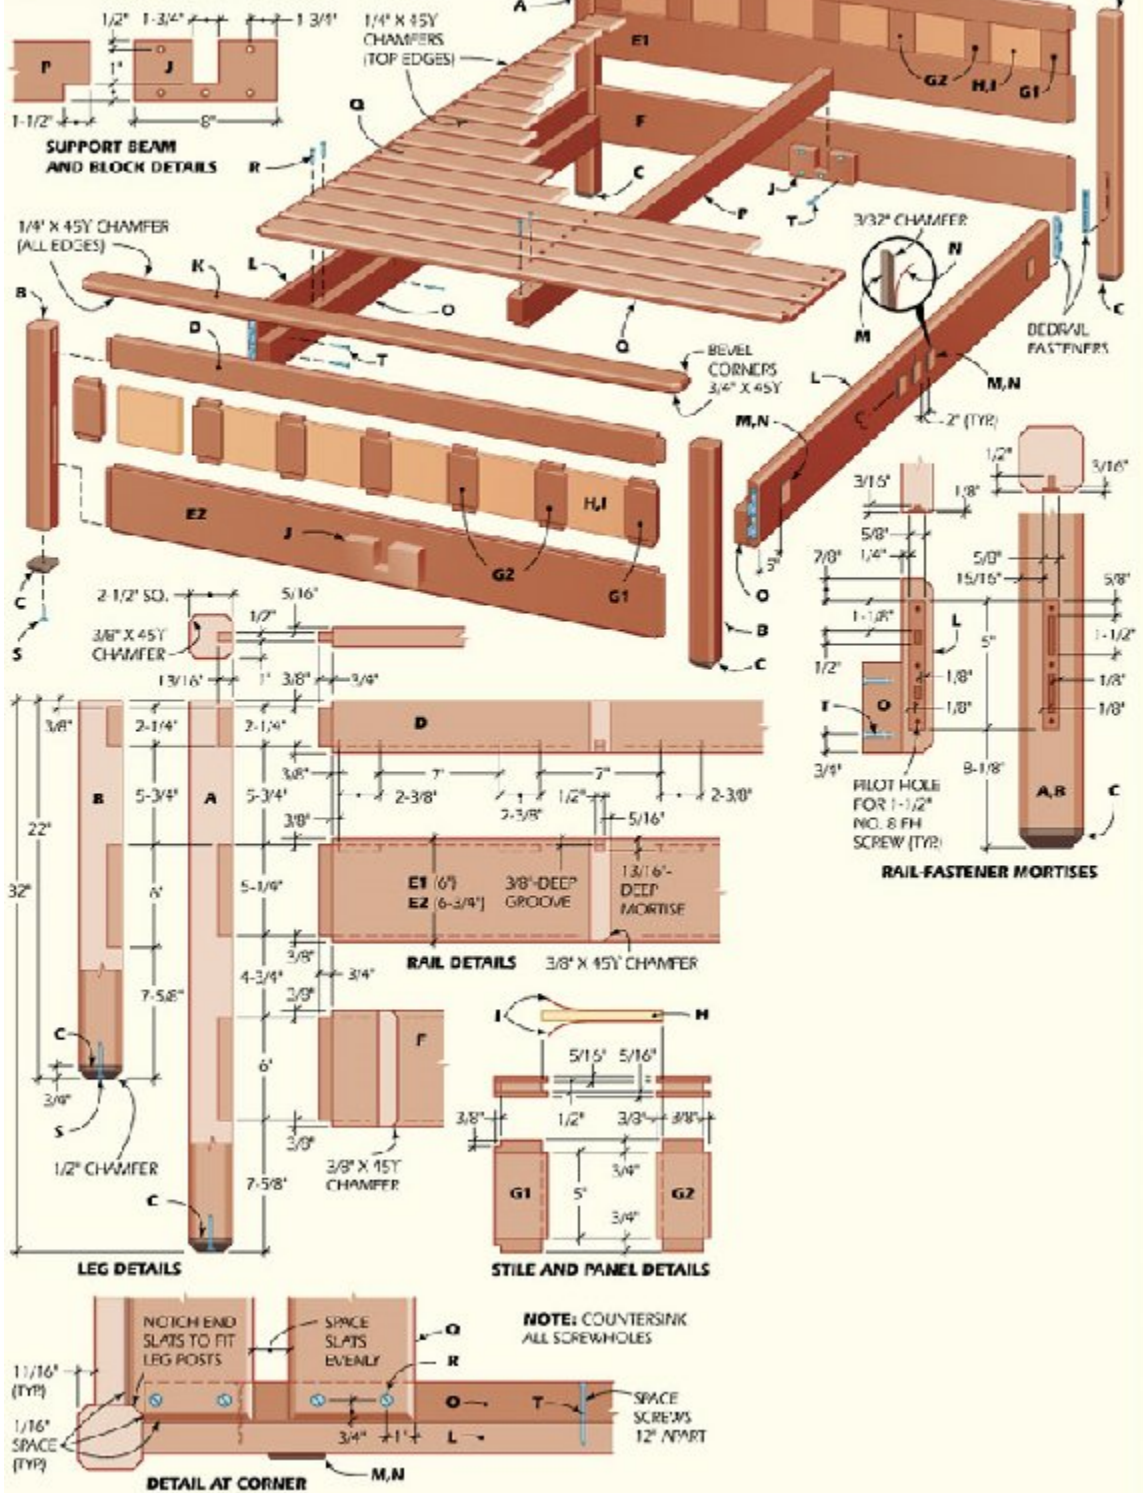 A
1/2" 1-3/4" 1 3/4"
P
J
1"
1-1/2"
8"
SUPPORT BEAM
AND BLOCK DETAILS
1/4" X 45Y
CHAMFERS
(TOP EDGES)
Q
R
E1
G2
H,I
G1
F
C
J
T
P
3/32" CHAMFER
N
M
C
BEDRAIL
FASTENERS
1/4" X 45Y CHAMFER
(ALL EDGES)
K
L
B
D
O
T
Q
BEVEL
CORNERS
3/4" X 45Y
L
M,N
2" (TYP.)
M,N
E2
J
H,I
G2
G1
O
B
C
C
S
2-1/2" SQ.
3/8" X 45Y
CHAMFER
1/2"
5/16"
13/16"
1"
3/8"
3/4"
1/2"
3/16"
3/16"
1/8"
5/8"
7/8"
1/4"
5/8"
15/16"
5/8"
1-1/8"
L
5"
1-1/2"
1/2"
1/8"
1/8"
T
O
1/8"
1/8"
3/4"
8-1/8"
PILOT HOLE
FOR 1-1/2"
NO. 8 FH
SCREW (TYP.)
A,B
C
RAIL-FASTENER MORTISES
3/8"
2-1/4"
2-1/4"
D
B
5-3/4"
A
5-3/4"
3/8"
7"
7"
2-3/8"
2-3/8"
1/2"
2-3/8"
3/8"
5/16"
22"
32"
6"
5-1/4"
E1 (6")
E2 (6-3/4")
3/8"-DEEP
GROOVE
13/16"-
DEEP
MORTISE
3/8"
3/4"
RAIL DETAILS
3/8" X 45Y CHAMFER
7-5/8"
4-3/4"
3/8"
C
3/4"
S
1/2" CHAMFER
6"
F
3/8"
3/8" X 45Y
CHAMFER
7-5/8"
C
LEG DETAILS
I
H
5/16" 5/16"
3/8"
1/2"
3/8"
3/8"
3/4"
G1
5"
G2
3/4"
STILE AND PANEL DETAILS
NOTCH END
SLATS TO FIT
LEG POSTS
SPACE
SLATS
EVENLY
NOTE: COUNTERSINK
ALL SCREWHOLES
Q
R
11/16"
(TYP.)
1/16"
SPACE
(TYP.)
O
T
SPACE
SCREWS
12" APART
3/4"
1"
L
M,N
DETAIL AT CORNER